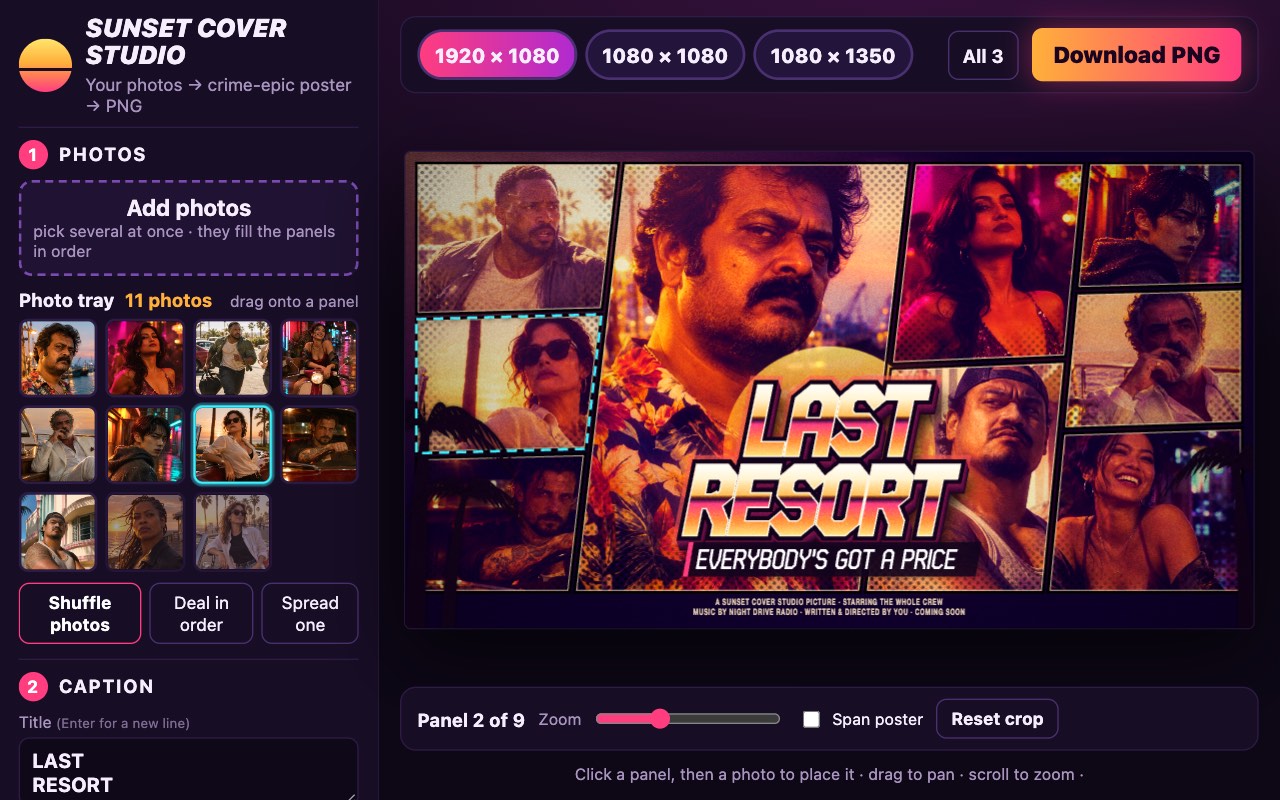 SUNSET COVER
STUDIO
Your photos → crime-epic poster
→ PNG
1 PHOTOS
Add photos
pick several at once · they fill the panels
in order
Photo tray 11 photos drag onto a panel
Shuffle
photos
Deal in
order
Spread
one
2 CAPTION
Title (Enter for a new line)
LAST
RESORT
1920 × 1080
1080 × 1080
1080 × 1350
All 3
Download PNG
LAST
RESORT
EVERYBODY'S GOT A PRICE
A SUNSET COVER STUDIO PICTURE · STARRING THE WHOLE CREW
MUSIC BY NIGHT DRIVE RADIO · WRITTEN & DIRECTED BY YOU · COMING SOON
Panel 2 of 9 Zoom Span poster Reset crop
Click a panel, then a photo to place it · drag to pan · scroll to zoom ·